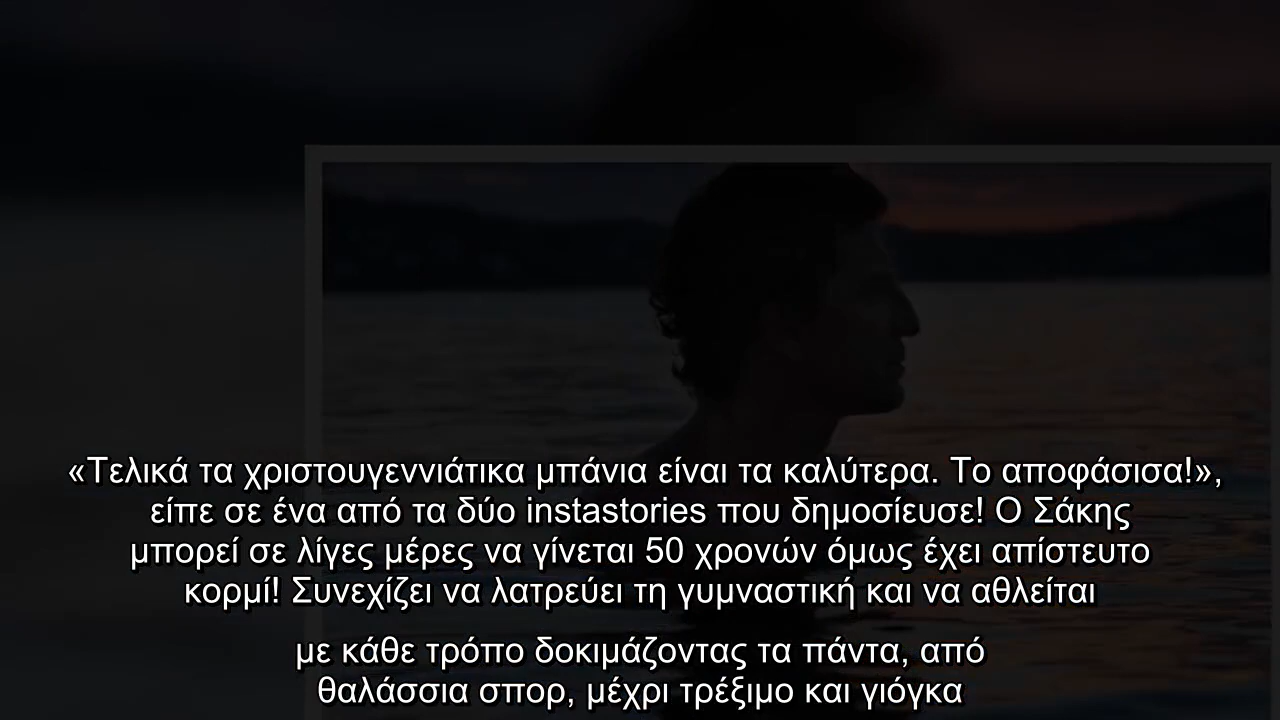 «Τελικά τα χριστουγεννιάτικα μπάνια είναι τα καλύτερα. Το αποφάσισα!»,
είπε σε ένα από τα δύο instastories που δημοσίευσε! Ο Σάκης
μπορεί σε λίγες μέρες να γίνεται 50 χρονών όμως έχει απίστευτο
κορμί! Συνεχίζει να λατρεύει τη γυμναστική και να αθλείται
με κάθε τρόπο δοκιμάζοντας τα πάντα, από
θαλάσσια σπορ, μέχρι τρέξιμο και γιόγκα